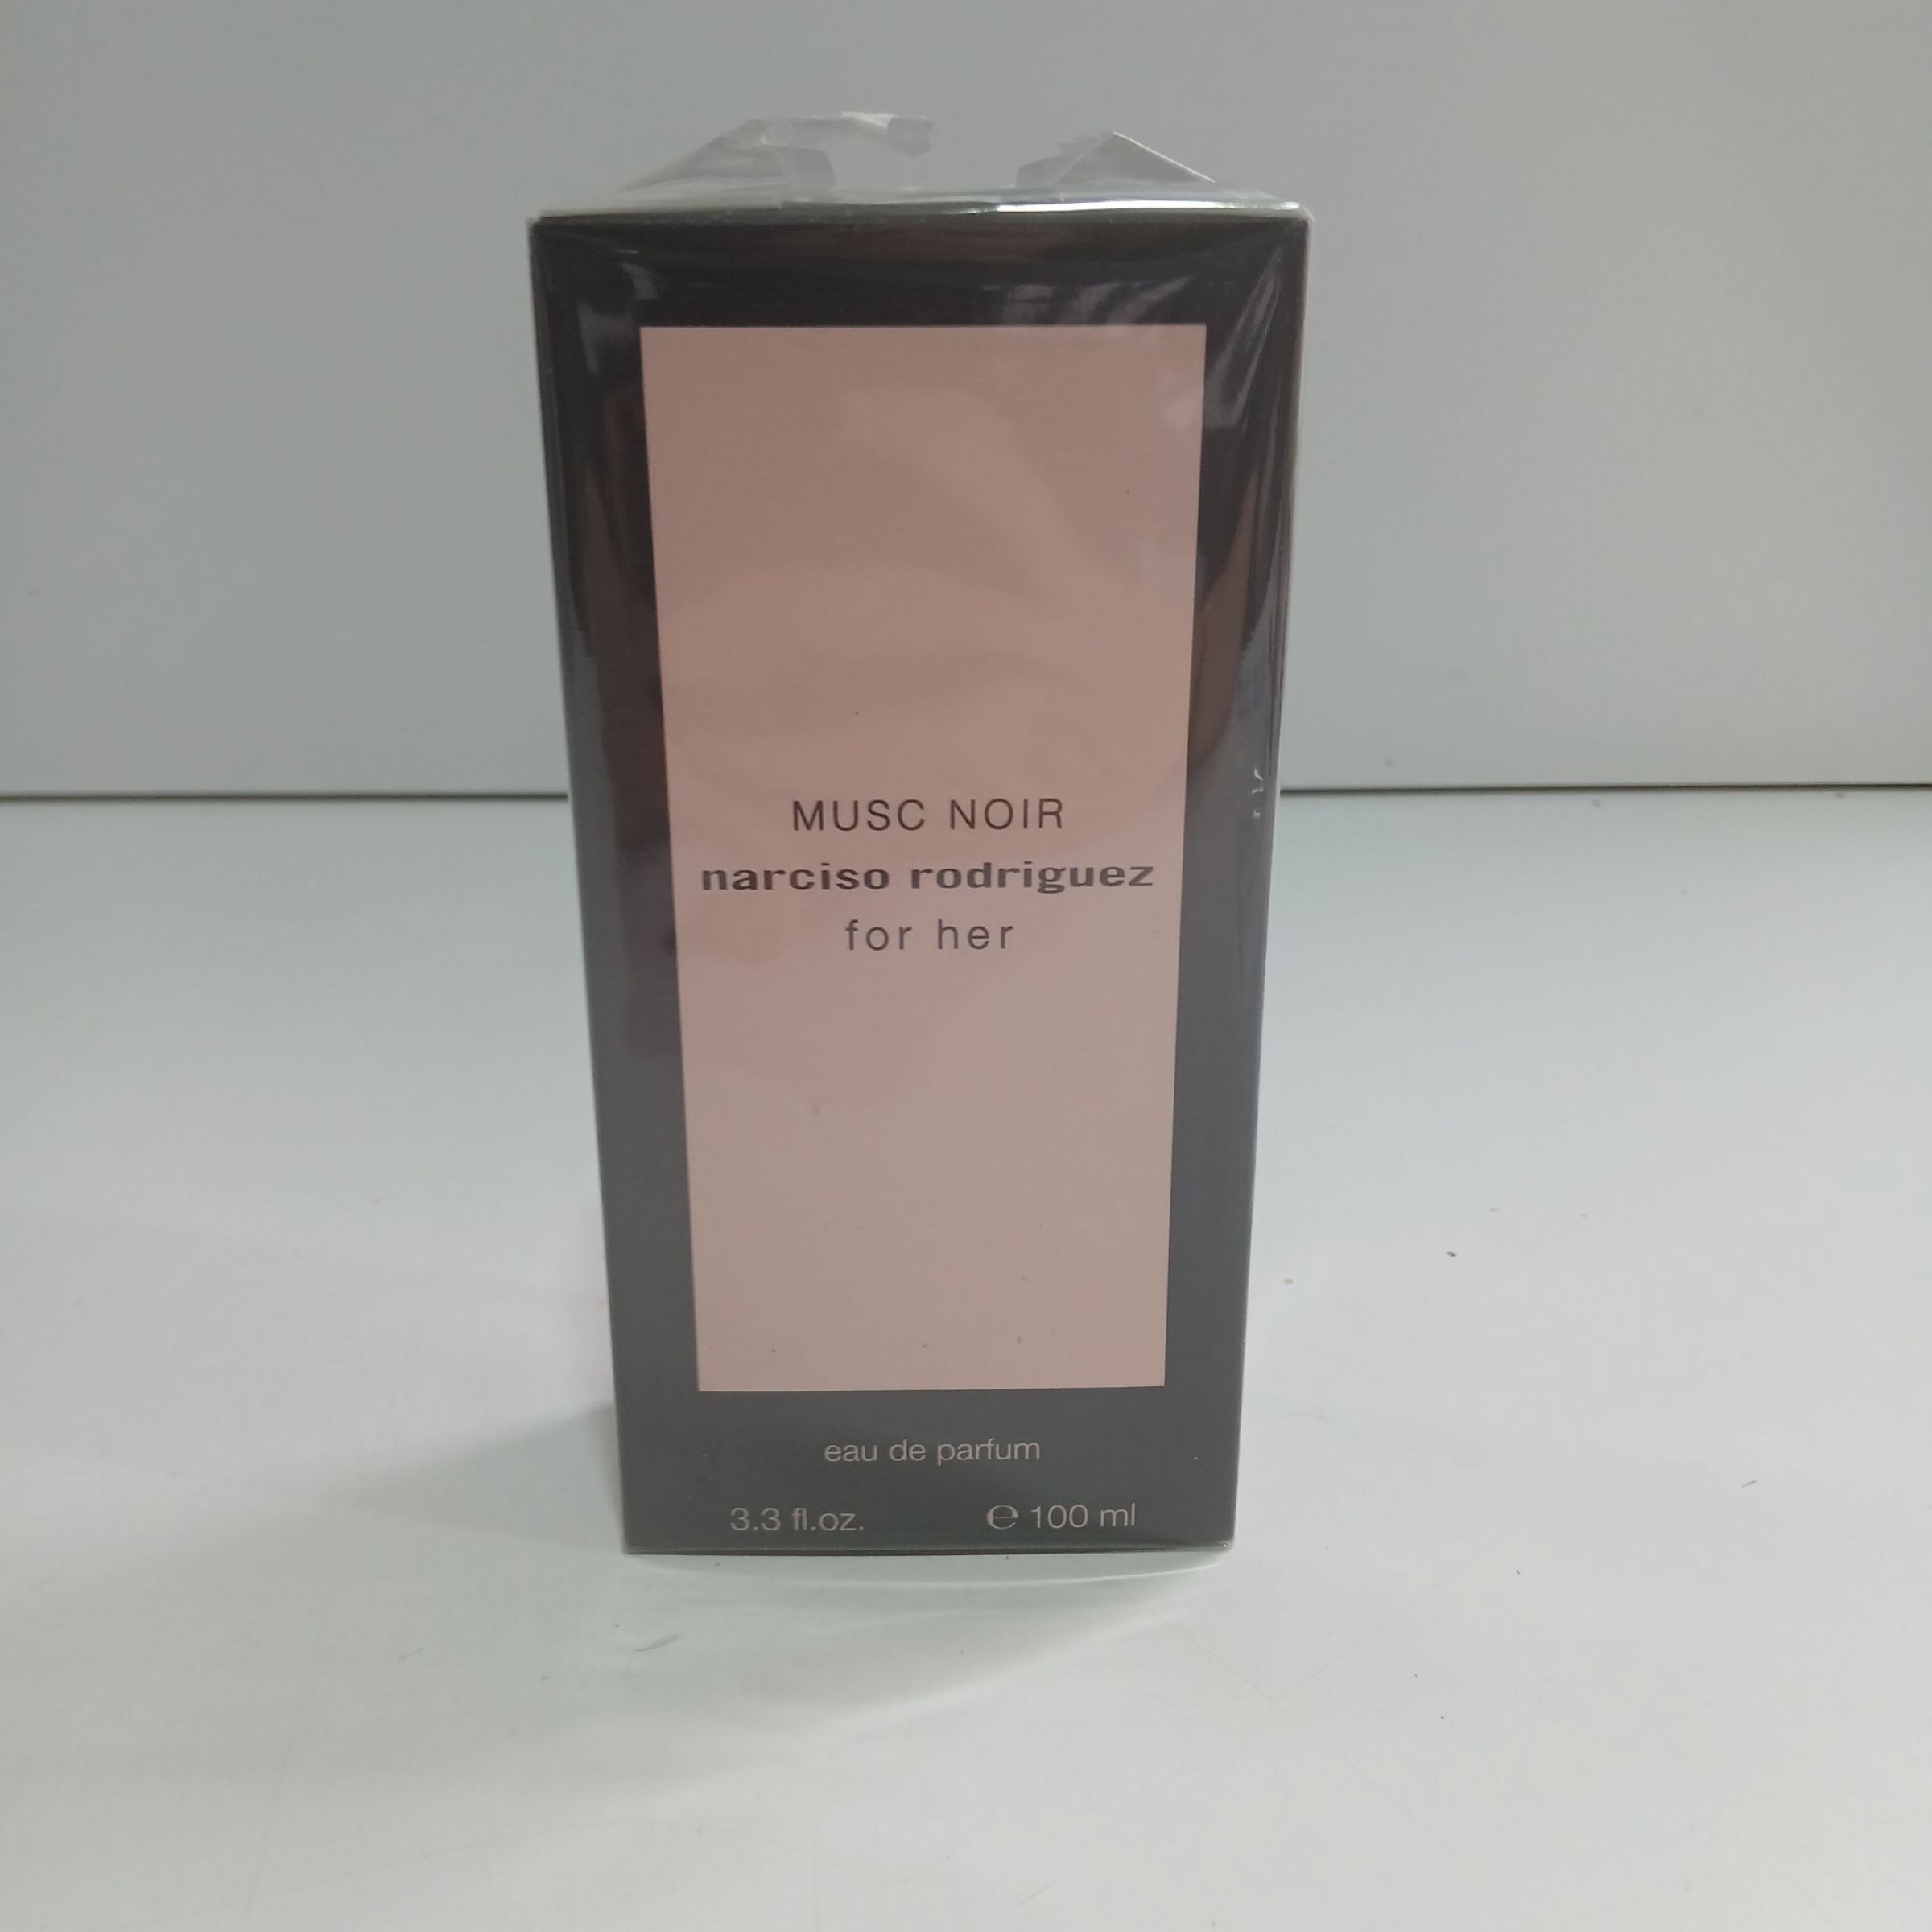 MUSC NOIR
narciso rodriguez
for her
eau de parfum
3.3 fl.oz. ℮ 100 ml